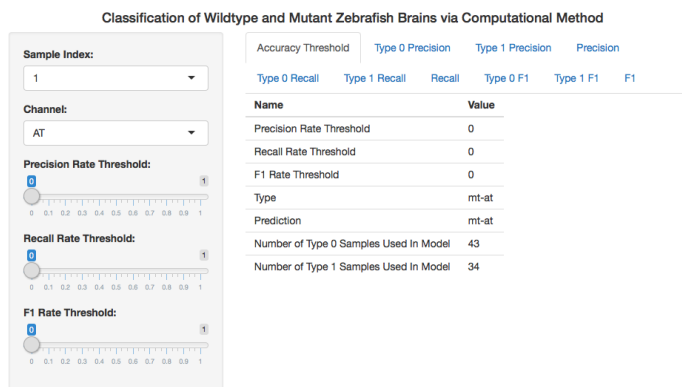 Classification of Wildtype and Mutant Zebrafish Brains via Computational Method
Sample Index:
1
Channel:
AT
Precision Rate Threshold:
0 1
0 0.1 0.2 0.3 0.4 0.5 0.6 0.7 0.8 0.9 1
Recall Rate Threshold:
0 1
0 0.1 0.2 0.3 0.4 0.5 0.6 0.7 0.8 0.9 1
F1 Rate Threshold:
0 1
0 0.1 0.2 0.3 0.4 0.5 0.6 0.7 0.8 0.9 1
Accuracy Threshold Type 0 Precision Type 1 Precision Precision
Type 0 Recall Type 1 Recall Recall Type 0 F1 Type 1 F1 F1
Name Value
Precision Rate Threshold 0
Recall Rate Threshold 0
F1 Rate Threshold 0
Type mt-at
Prediction mt-at
Number of Type 0 Samples Used In Model 43
Number of Type 1 Samples Used In Model 34